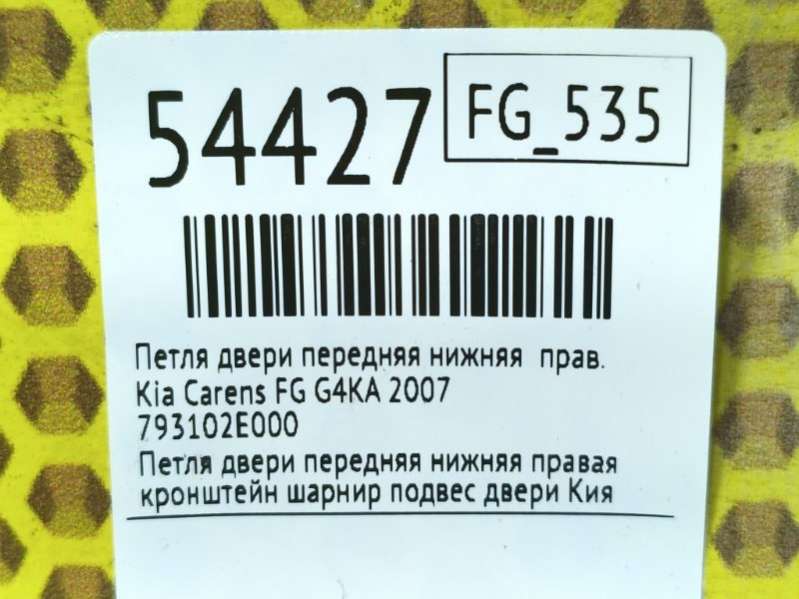 54427
FG_535
Петля двери передняя нижняя прав.
Kia Carens FG G4KA 2007
793102E000
Петля двери передняя нижняя правая
кронштейн шарнир подвес двери Кия